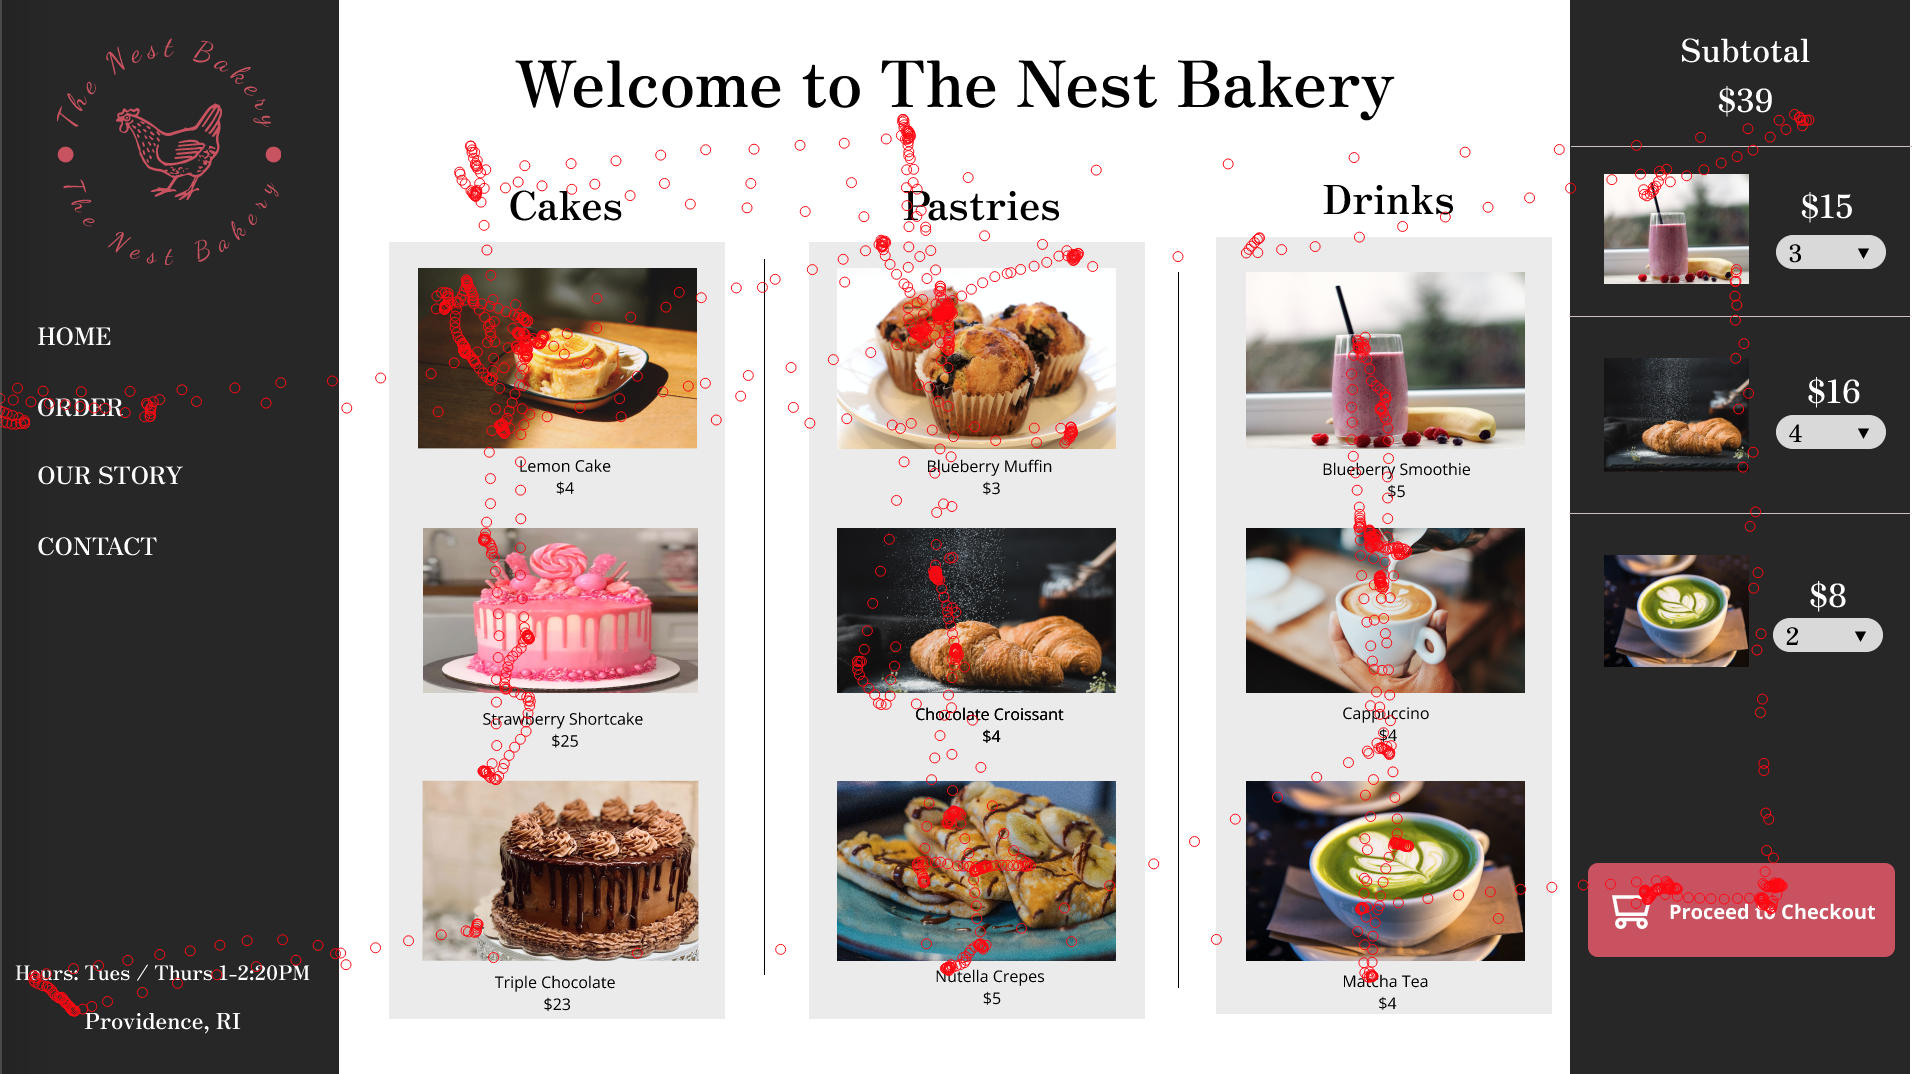 The Nest Bakery
The Nest Bakery
HOME
ORDER
OUR STORY
CONTACT
Hours: Tues / Thurs 1-2:20PM
Providence, RI
Welcome to The Nest Bakery
Cakes
Lemon Cake
$4
Strawberry Shortcake
$25
Triple Chocolate
$23
Pastries
Blueberry Muffin
$3
Chocolate Croissant
$4
Nutella Crepes
$5
Drinks
Blueberry Smoothie
$5
Cappuccino
$4
Matcha Tea
$4
Subtotal
$39
$15
3
$16
4
$8
2
Proceed to Checkout